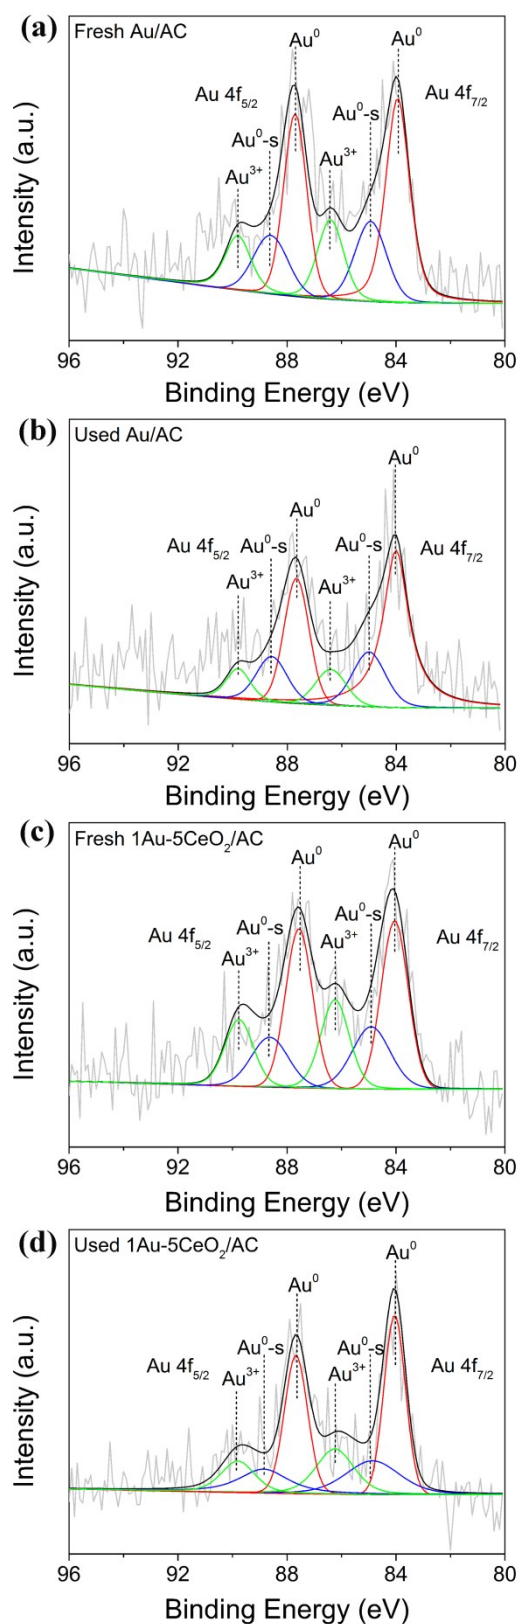 (a) Fresh Au/AC
Au⁰ Au⁰
Au 4f₅/₂ Au 4f₇/₂
Au⁰-s Au⁰-s
Au³⁺ Au³⁺
Intensity (a.u.)
96 92 88 84 80
Binding Energy (eV)
(b) Used Au/AC
Au⁰
Au⁰
Au 4f₅/₂ Au⁰-s Au⁰-s Au 4f₇/₂
Au³⁺ Au³⁺
Intensity (a.u.)
96 92 88 84 80
Binding Energy (eV)
(c) Fresh 1Au-5CeO₂/AC
Au⁰ Au⁰
Au⁰-s Au⁰-s
Au 4f₅/₂ Au³⁺ Au 4f₇/₂
Au³⁺
Intensity (a.u.)
96 92 88 84 80
Binding Energy (eV)
(d) Used 1Au-5CeO₂/AC
Au⁰
Au⁰
Au⁰-s Au⁰-s
Au 4f₅/₂ Au³⁺ Au³⁺ Au 4f₇/₂
Intensity (a.u.)
96 92 88 84 80
Binding Energy (eV)